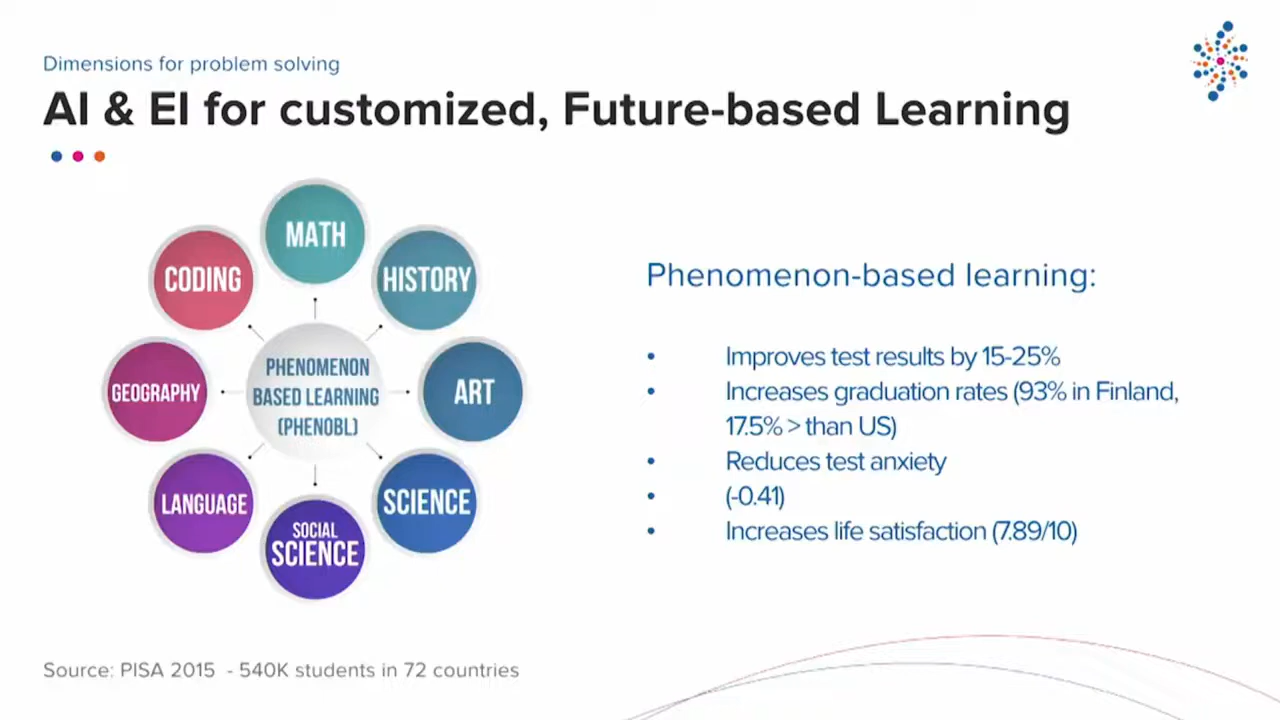 Dimensions for problem solving
AI & EI for customized, Future-based Learning
MATH
CODING
HISTORY
PHENOMENON
BASED LEARNING
(PHENOBL)
GEOGRAPHY
ART
LANGUAGE
SCIENCE
SOCIAL
SCIENCE
Phenomenon-based learning:
• Improves test results by 15-25%
• Increases graduation rates (93% in Finland,
17.5% > than US)
• Reduces test anxiety
• (-0.41)
• Increases life satisfaction (7.89/10)
Source: PISA 2015 - 540K students in 72 countries